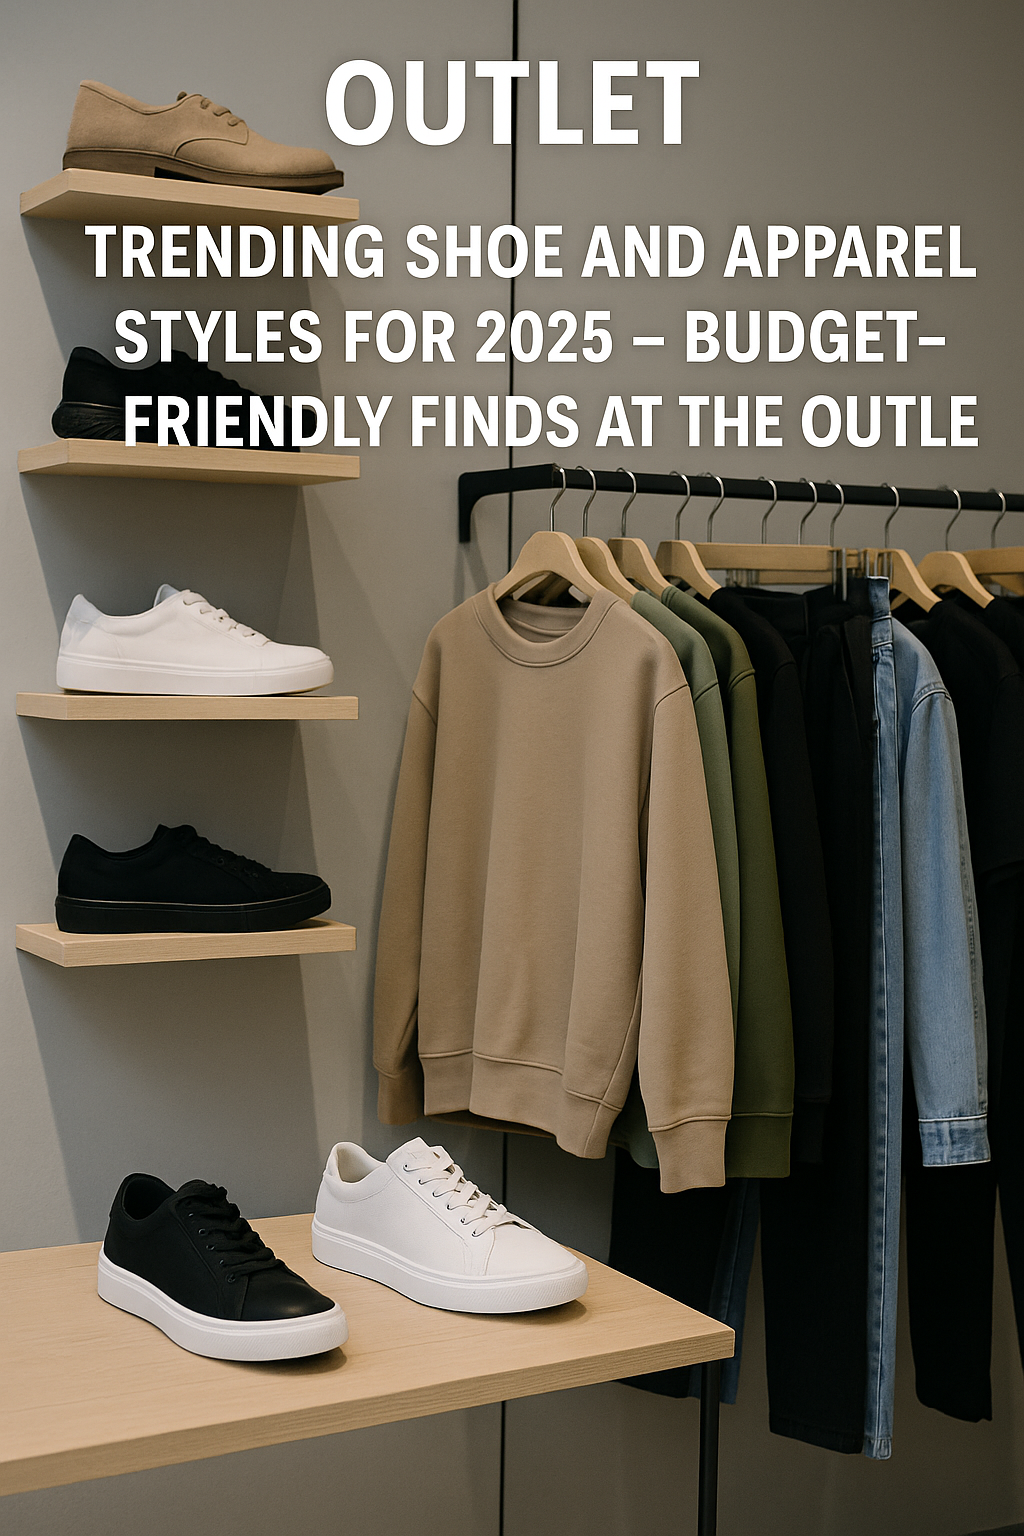 OUTLET
TRENDING SHOE AND APPAREL
STYLES FOR 2025 – BUDGET-
FRIENDLY FINDS AT THE OUTLE